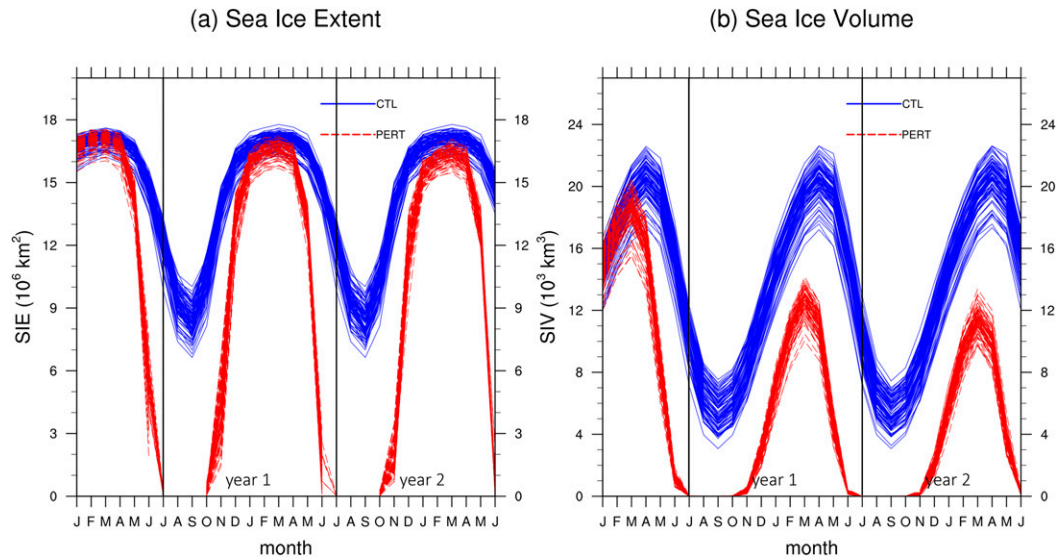 (a) Sea Ice Extent
(b) Sea Ice Volume
CTL
PERT
18
15
12
9
6
3
0
18
15
12
9
6
3
0
SIE (10⁶ km²)
year 1
year 2
J F M A M J J A S O N D J F M A M J J A S O N D J F M A M J
month
CTL
PERT
24
20
16
12
8
4
0
24
20
16
12
8
4
0
SIV (10³ km³)
year 1
year 2
J F M A M J J A S O N D J F M A M J J A S O N D J F M A M J
month